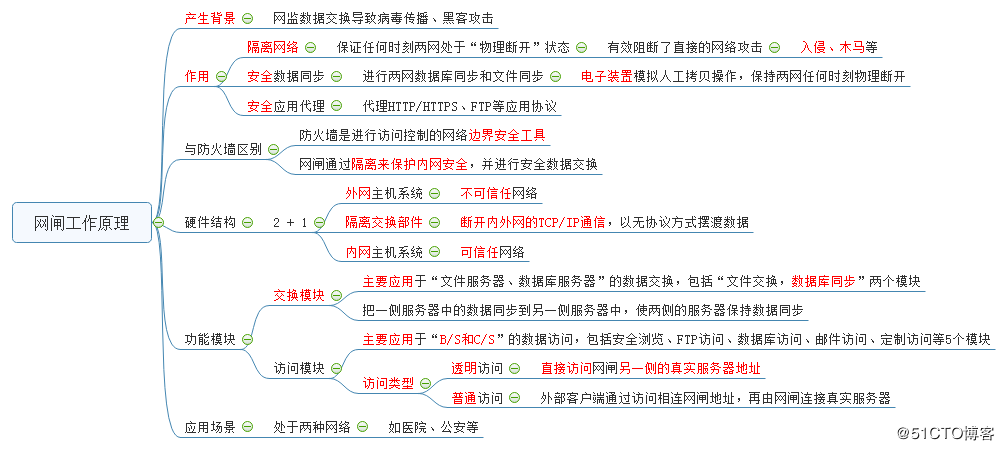 网闸工作原理
产生背景
网监数据交换导致病毒传播、黑客攻击
作用
隔离网络
保证任何时刻两网处于“物理断开”状态
有效阻断了直接的网络攻击
入侵、木马等
安全数据同步
进行两网数据库同步和文件同步
电子装置模拟人工拷贝操作，保持两网任何时刻物理断开
安全应用代理
代理HTTP/HTTPS、FTP等应用协议
与防火墙区别
防火墙是进行访问控制的网络边界安全工具
网闸通过隔离来保护内网安全，并进行安全数据交换
硬件结构
2 + 1
外网主机系统
不可信任网络
隔离交换部件
断开内外网的TCP/IP通信，以无协议方式摆渡数据
内网主机系统
可信任网络
功能模块
交换模块
主要应用于“文件服务器、数据库服务器”的数据交换，包括“文件交换，数据库同步”两个模块
把一侧服务器中的数据同步到另一侧服务器中，使两侧的服务器保持数据同步
访问模块
主要应用于“B/S和C/S”的数据访问，包括安全浏览、FTP访问、数据库访问、邮件访问、定制访问等5个模块
访问类型
透明访问
直接访问网闸另一侧的真实服务器地址
普通访问
外部客户端通过访问相连网闸地址，再由网闸连接真实服务器
应用场景
处于两种网络
如医院、公安等
@51CTO博客